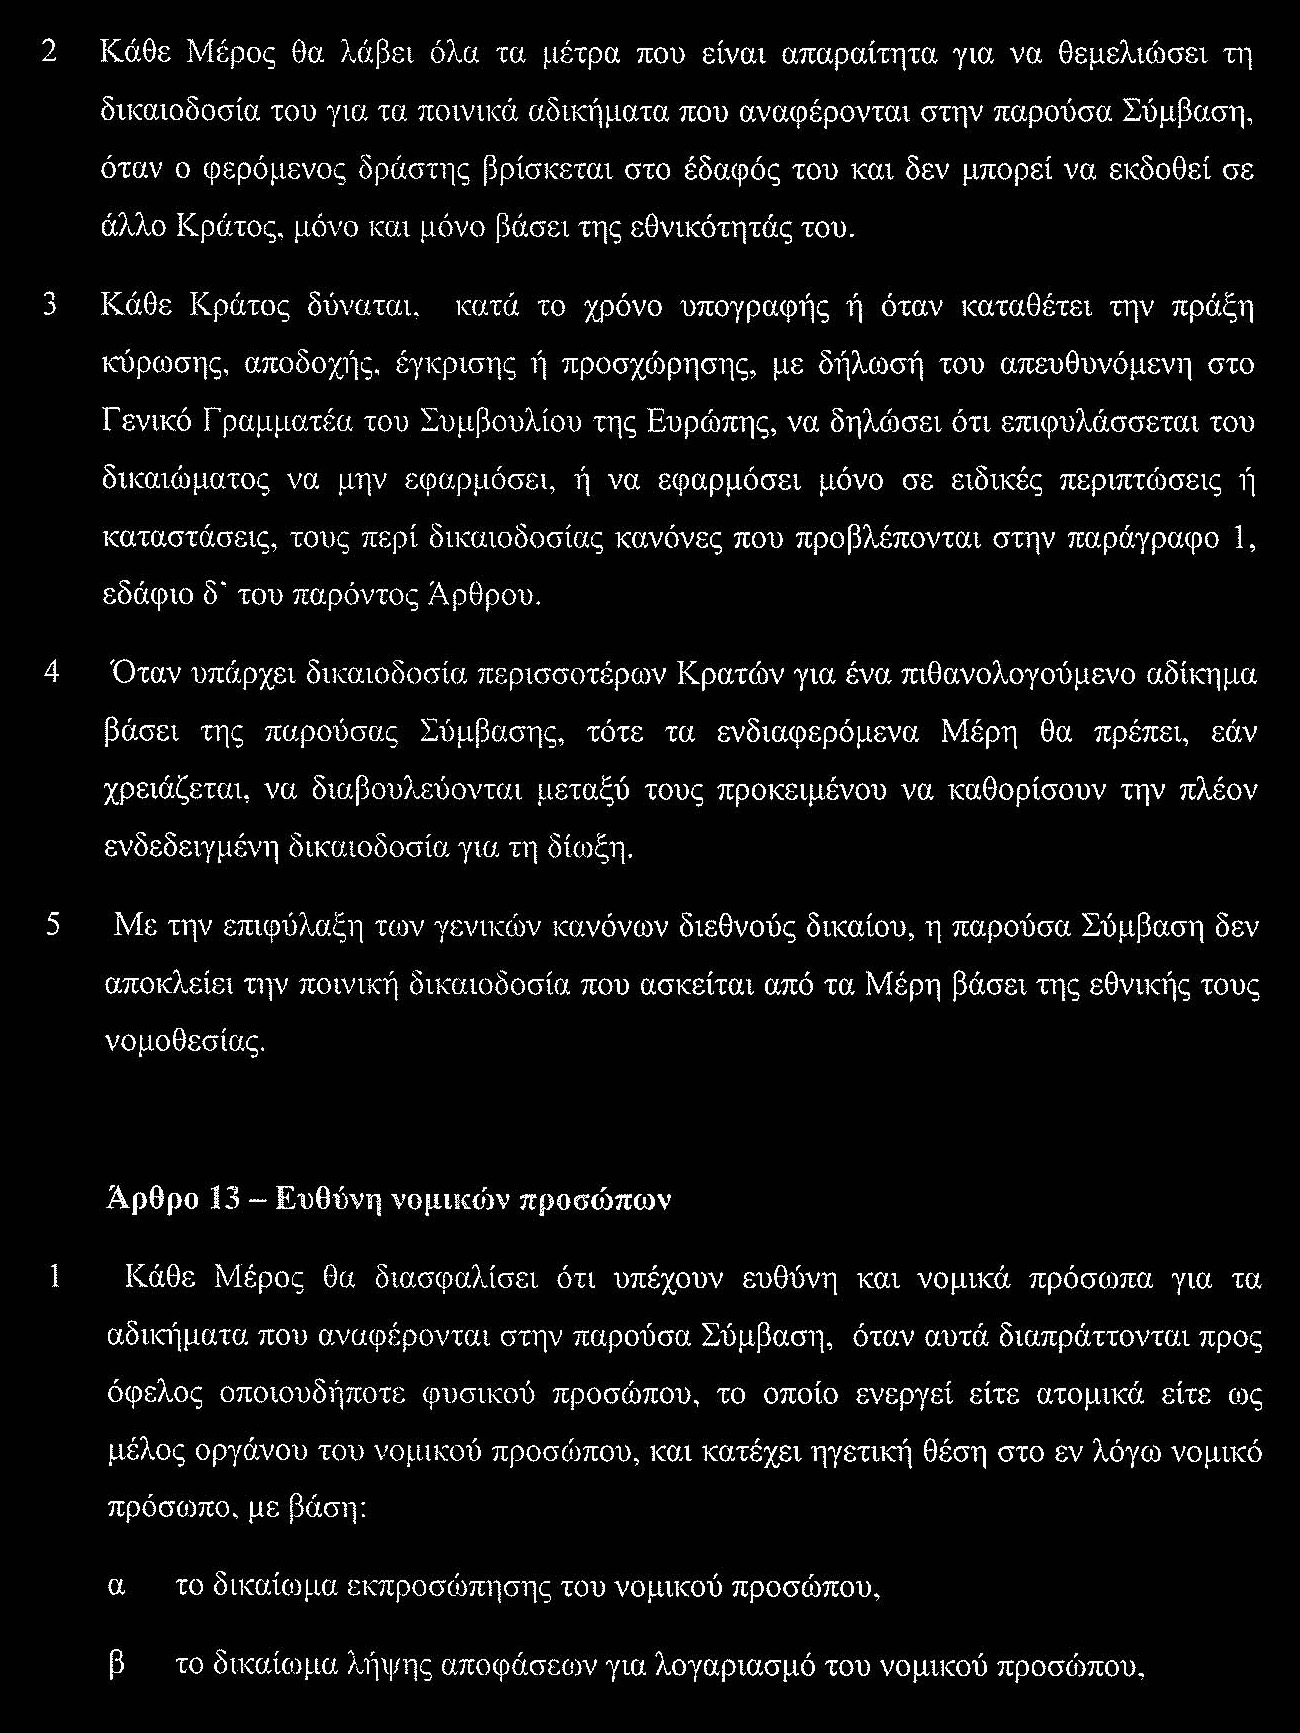 2 Κάθε Μέρος θα λάβει όλα τα μέτρα που είναι απαραίτητα για να θεμελιώσει τη
δικαιοδοσία του για τα ποινικά αδικήματα που αναφέρονται στην παρούσα Σύμβαση,
όταν ο φερόμενος δράστης βρίσκεται στο έδαφός του και δεν μπορεί να εκδοθεί σε
άλλο Κράτος, μόνο και μόνο βάσει της εθνικότητάς του.
3 Κάθε Κράτος δύναται, κατά το χρόνο υπογραφής ή όταν καταθέτει την πράξη
κύρωσης, αποδοχής, έγκρισης ή προσχώρησης, με δήλωσή του απευθυνόμενη στο
Γενικό Γραμματέα του Συμβουλίου της Ευρώπης, να δηλώσει ότι επιφυλάσσεται του
δικαιώματος να μην εφαρμόσει, ή να εφαρμόσει μόνο σε ειδικές περιπτώσεις ή
καταστάσεις, τους περί δικαιοδοσίας κανόνες που προβλέπονται στην παράγραφο 1,
εδάφιο δ' του παρόντος Άρθρου.
4 Όταν υπάρχει δικαιοδοσία περισσοτέρων Κρατών για ένα πιθανολογούμενο αδίκημα
βάσει της παρούσας Σύμβασης, τότε τα ενδιαφερόμενα Μέρη θα πρέπει, εάν
χρειάζεται, να διαβουλεύονται μεταξύ τους προκειμένου να καθορίσουν την πλέον
ενδεδειγμένη δικαιοδοσία για τη δίωξη.
5 Με την επιφύλαξη των γενικών κανόνων διεθνούς δικαίου, η παρούσα Σύμβαση δεν
αποκλείει την ποινική δικαιοδοσία που ασκείται από τα Μέρη βάσει της εθνικής τους
νομοθεσίας.
Άρθρο 13 – Ευθύνη νομικών προσώπων
1 Κάθε Μέρος θα διασφαλίσει ότι υπέχουν ευθύνη και νομικά πρόσωπα για τα
αδικήματα που αναφέρονται στην παρούσα Σύμβαση, όταν αυτά διαπράττονται προς
όφελος οποιουδήποτε φυσικού προσώπου, το οποίο ενεργεί είτε ατομικά είτε ως
μέλος οργάνου του νομικού προσώπου, και κατέχει ηγετική θέση στο εν λόγω νομικό
πρόσωπο, με βάση:
α το δικαίωμα εκπροσώπησης του νομικού προσώπου,
β το δικαίωμα λήψης αποφάσεων για λογαριασμό του νομικού προσώπου,